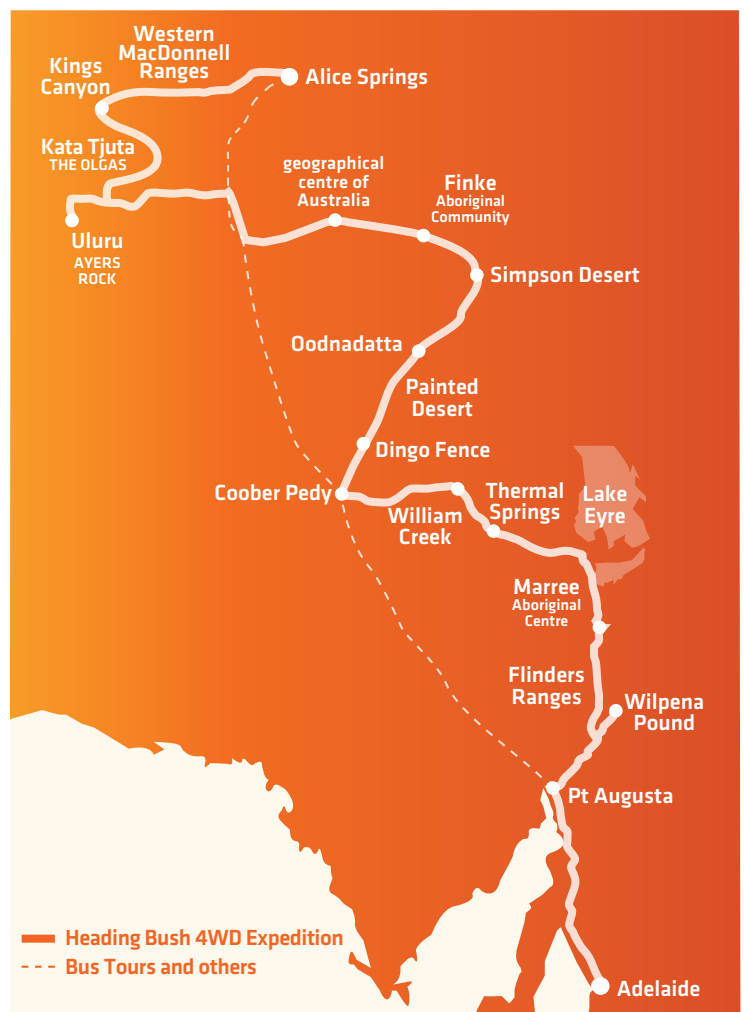 Western
MacDonnell
Ranges
Kings
Canyon
Alice Springs
Kata Tjuta
THE OLGAS
geographical
centre of
Australia
Finke
Aboriginal
Community
Uluru
AYERS
ROCK
Simpson Desert
Oodnadatta
Painted
Desert
Dingo Fence
Coober Pedy
William
Creek
Thermal
Springs
Lake
Eyre
Marree
Aboriginal
Centre
Flinders
Ranges
Wilpena
Pound
Pt Augusta
Heading Bush 4WD Expedition
Bus Tours and others
Adelaide